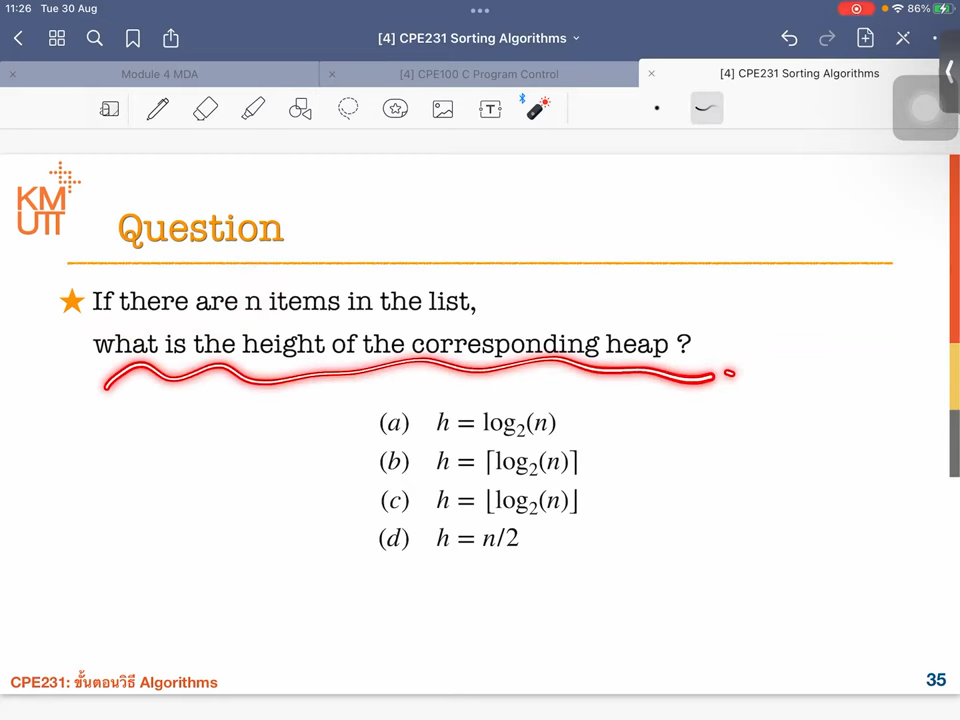 11:26 Tue 30 Aug
86%
[4] CPE231 Sorting Algorithms
Module 4 MDA
[4] CPE100 C Program Control
[4] CPE231 Sorting Algorithms
T
KM
UTT
Question
If there are n items in the list,
what is the height of the corresponding heap ?
(a) h = log₂(n)
(b) h = ⌈log₂(n)⌉
(c) h = ⌊log₂(n)⌋
(d) h = n/2
CPE231: ขั้นตอนวิธี Algorithms
35